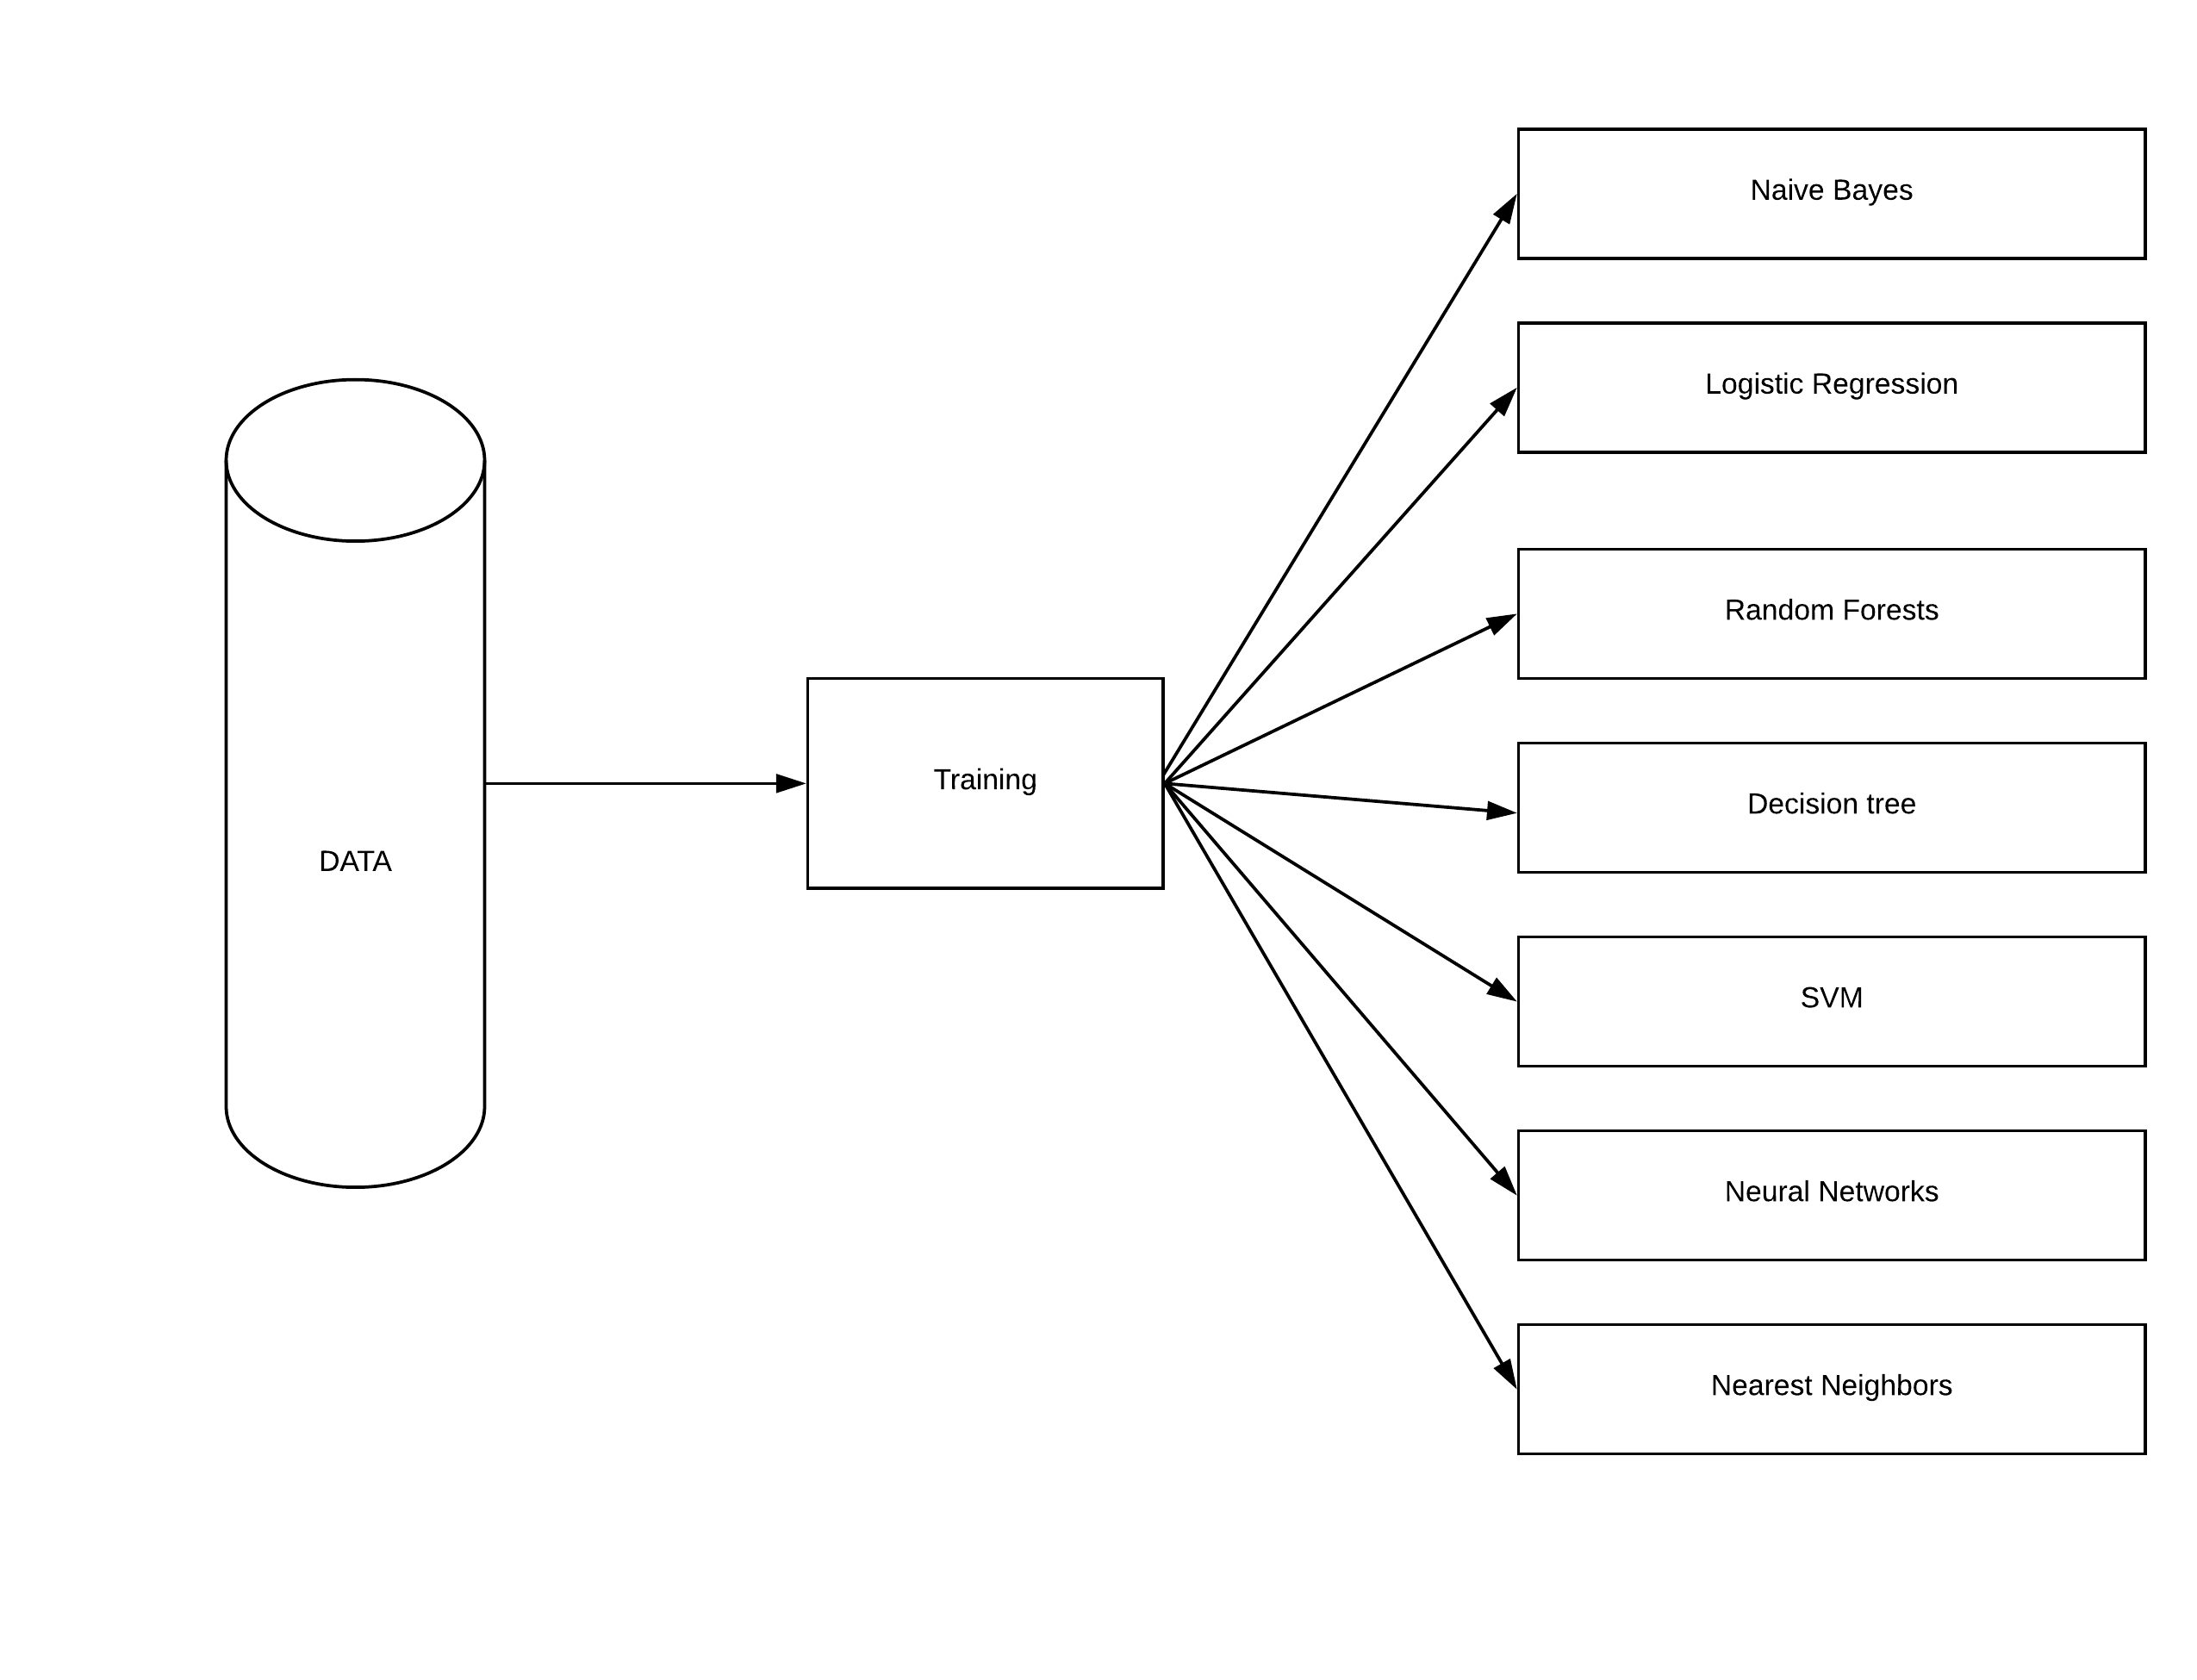 DATA
Training
Naive Bayes
Logistic Regression
Random Forests
Decision tree
SVM
Neural Networks
Nearest Neighbors